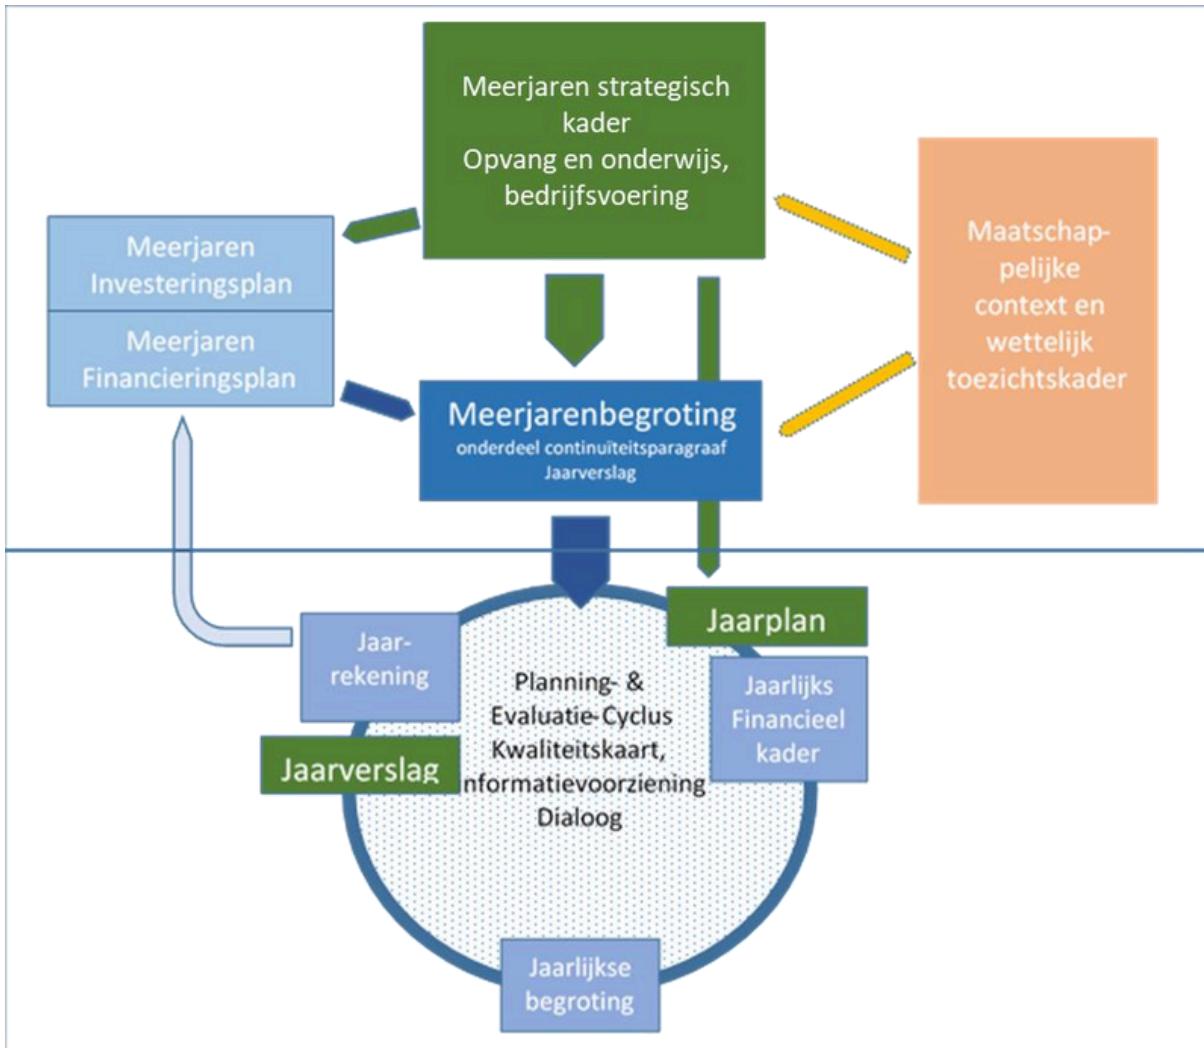 Meerjaren strategisch
kader
Opvang en onderwijs,
bedrijfsvoering
Meerjaren
Investeringsplan
Meerjaren
Financieringsplan
Maatschap-
pelijke
context en
wettelijk
toezichtskader
Meerjarenbegroting
onderdeel continuïteitsparagraaf
Jaarverslag
Jaarplan
Jaar-
rekening
Jaarlijks
Financieel
kader
Planning- &
Evaluatie-Cyclus
Kwaliteitskaart,
nformatievoorziening
Dialoog
Jaarverslag
Jaarlijkse
begroting